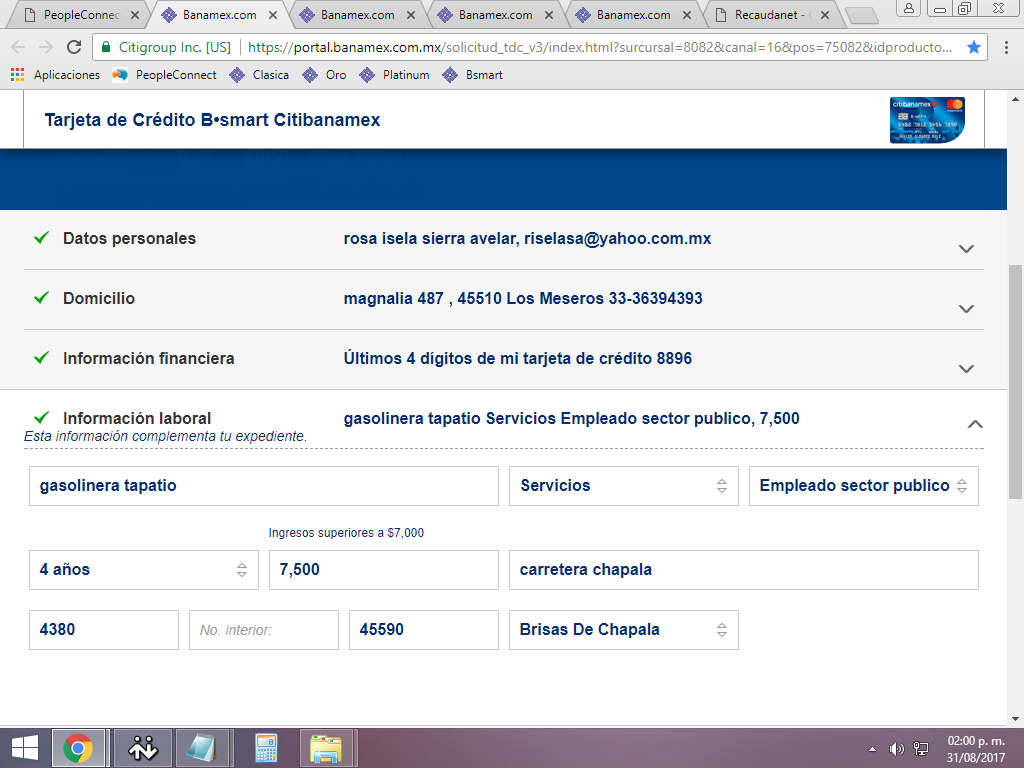 PeopleConnec
Banamex.com
Banamex.com
Banamex.com
Banamex.com
Recaudanet -
Citigroup Inc. [US]
https://portal.banamex.com.mx/solicitud_tdc_v3/index.html?surcursal=8082&canal=16&pos=75082&idproducto...
Aplicaciones
PeopleConnect
Clasica
Oro
Platinum
Bsmart
Tarjeta de Crédito B•smart Citibanamex
citibanamex
Datos personales
rosa isela sierra avelar, riselasa@yahoo.com.mx
Domicilio
magnalia 487 , 45510 Los Meseros 33-36394393
Información financiera
Últimos 4 dígitos de mi tarjeta de crédito 8896
Información laboral
gasolinera tapatio Servicios Empleado sector publico, 7,500
Esta información complementa tu expediente.
gasolinera tapatio
Servicios
Empleado sector publico
Ingresos superiores a $7,000
4 años
7,500
carretera chapala
4380
No. interior:
45590
Brisas De Chapala
02:00 p. m.
31/08/2017